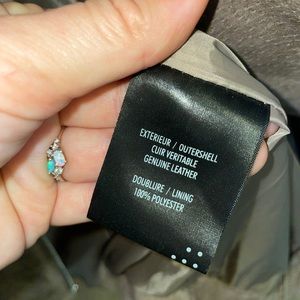 EXTERIEUR / OUTERSHELL
CUIR VERITABLE
GENUINE LEATHER
DOUBLURE / LINING
100% POLYESTER